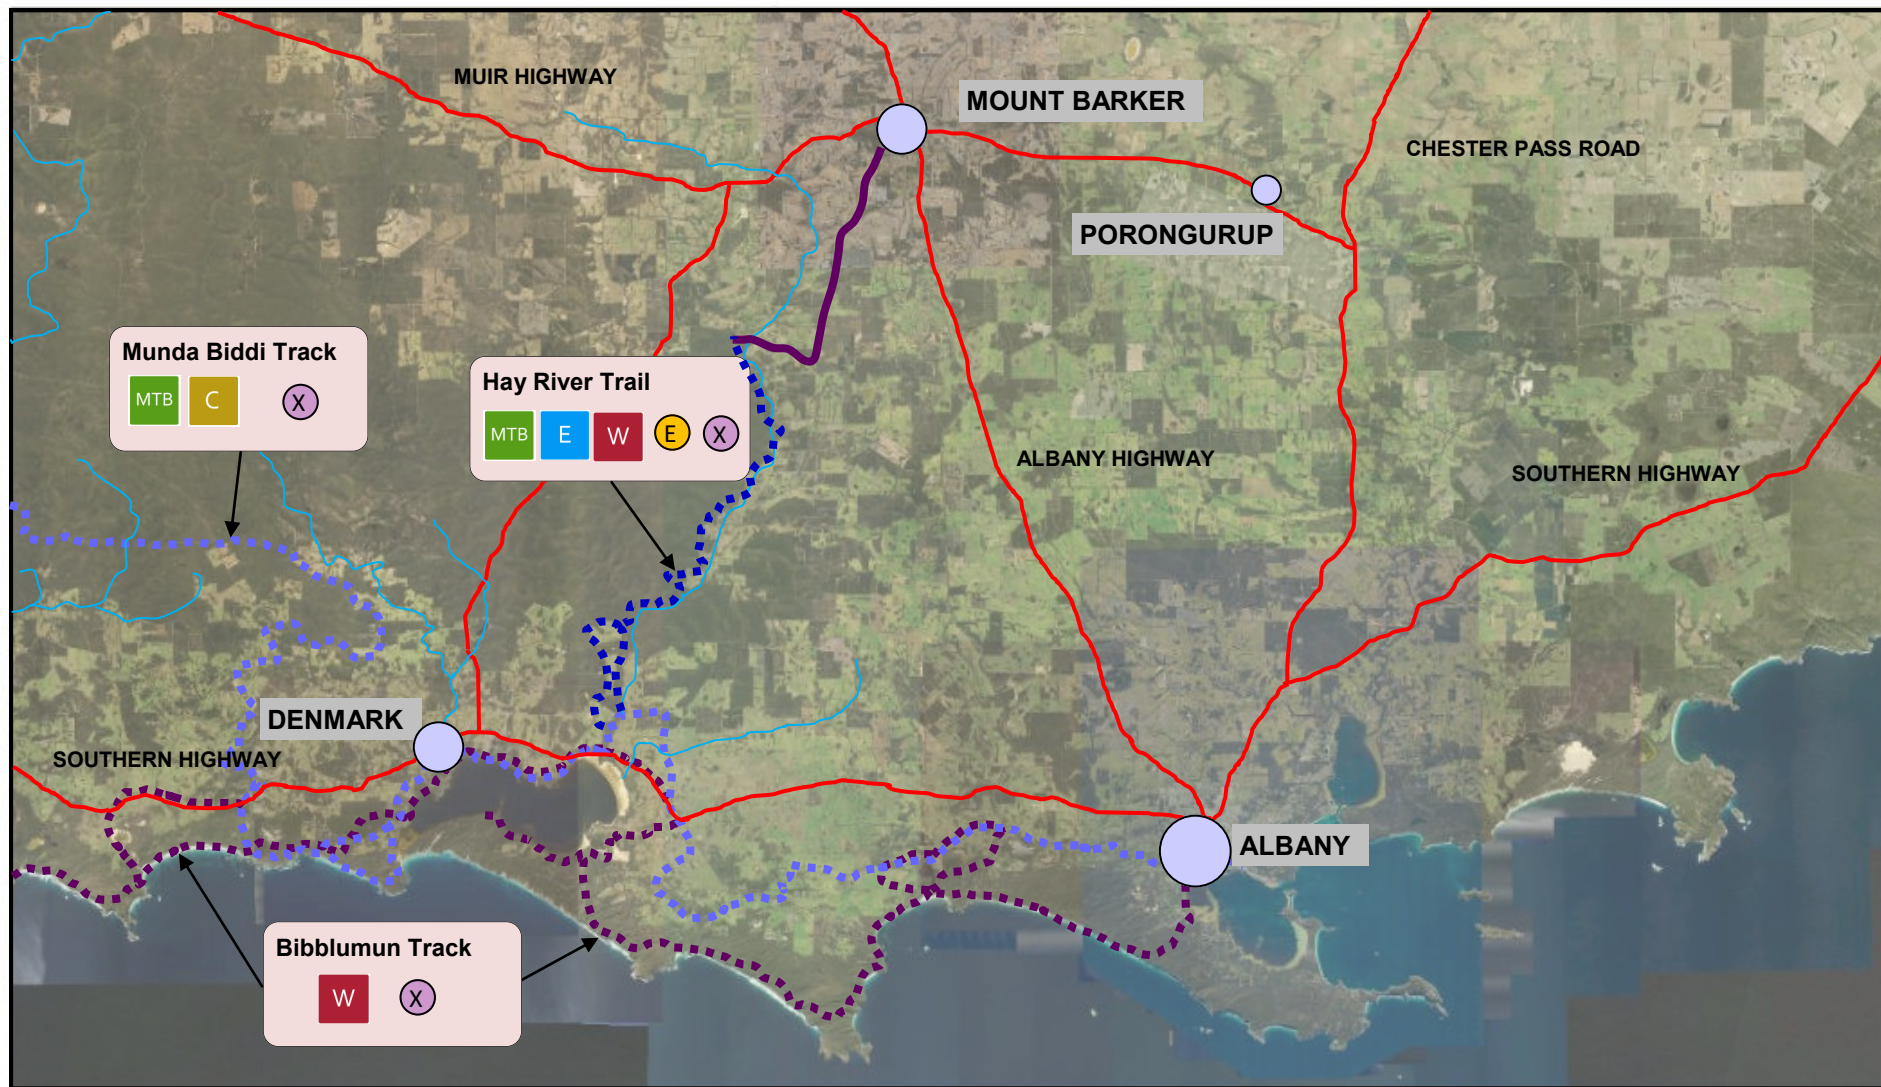 MUIR HIGHWAY
MOUNT BARKER
CHESTER PASS ROAD
PORONGURUP
Munda Biddi Track
MTB C X
Hay River Trail
MTB E W E X
ALBANY HIGHWAY
SOUTHERN HIGHWAY
DENMARK
SOUTHERN HIGHWAY
ALBANY
Bibblumun Track
W X